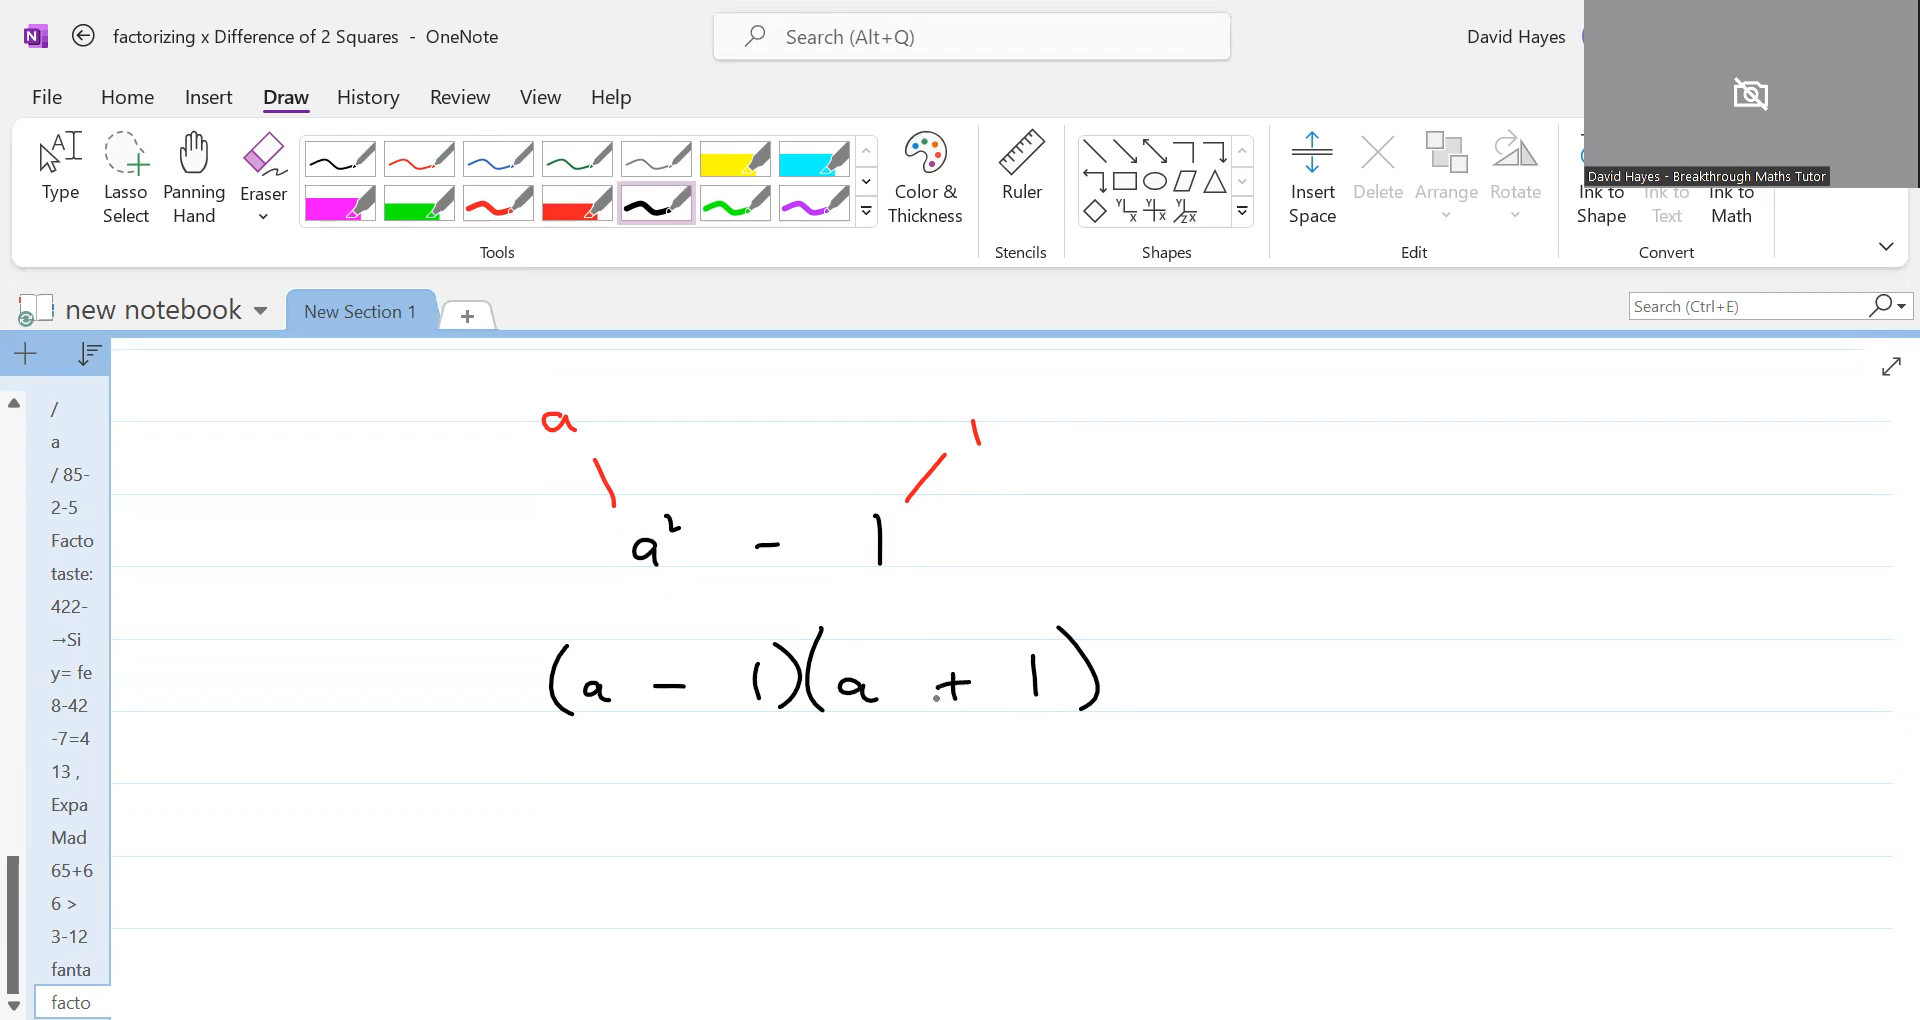 factorizing x Difference of 2 Squares - OneNote
Search (Alt+Q)
David Hayes
File Home Insert Draw History Review View Help
Type
Lasso Select
Panning Hand
Eraser
Color & Thickness
Ruler
Insert Space
Delete
Arrange
Rotate
David Hayes - Breakthrough Maths Tutor
Ink to Shape
Ink to Text
Ink to Math
Tools
Stencils
Shapes
Edit
Convert
new notebook
New Section 1
Search (Ctrl+E)
/
a
/ 85-
2-5
Facto
taste:
422-
→Si
y= fe
8-42
-7=4
13 ,
Expa
Mad
65+6
6 >
3-12
fanta
facto
a 1
a² - 1
(a - 1)(a + 1)